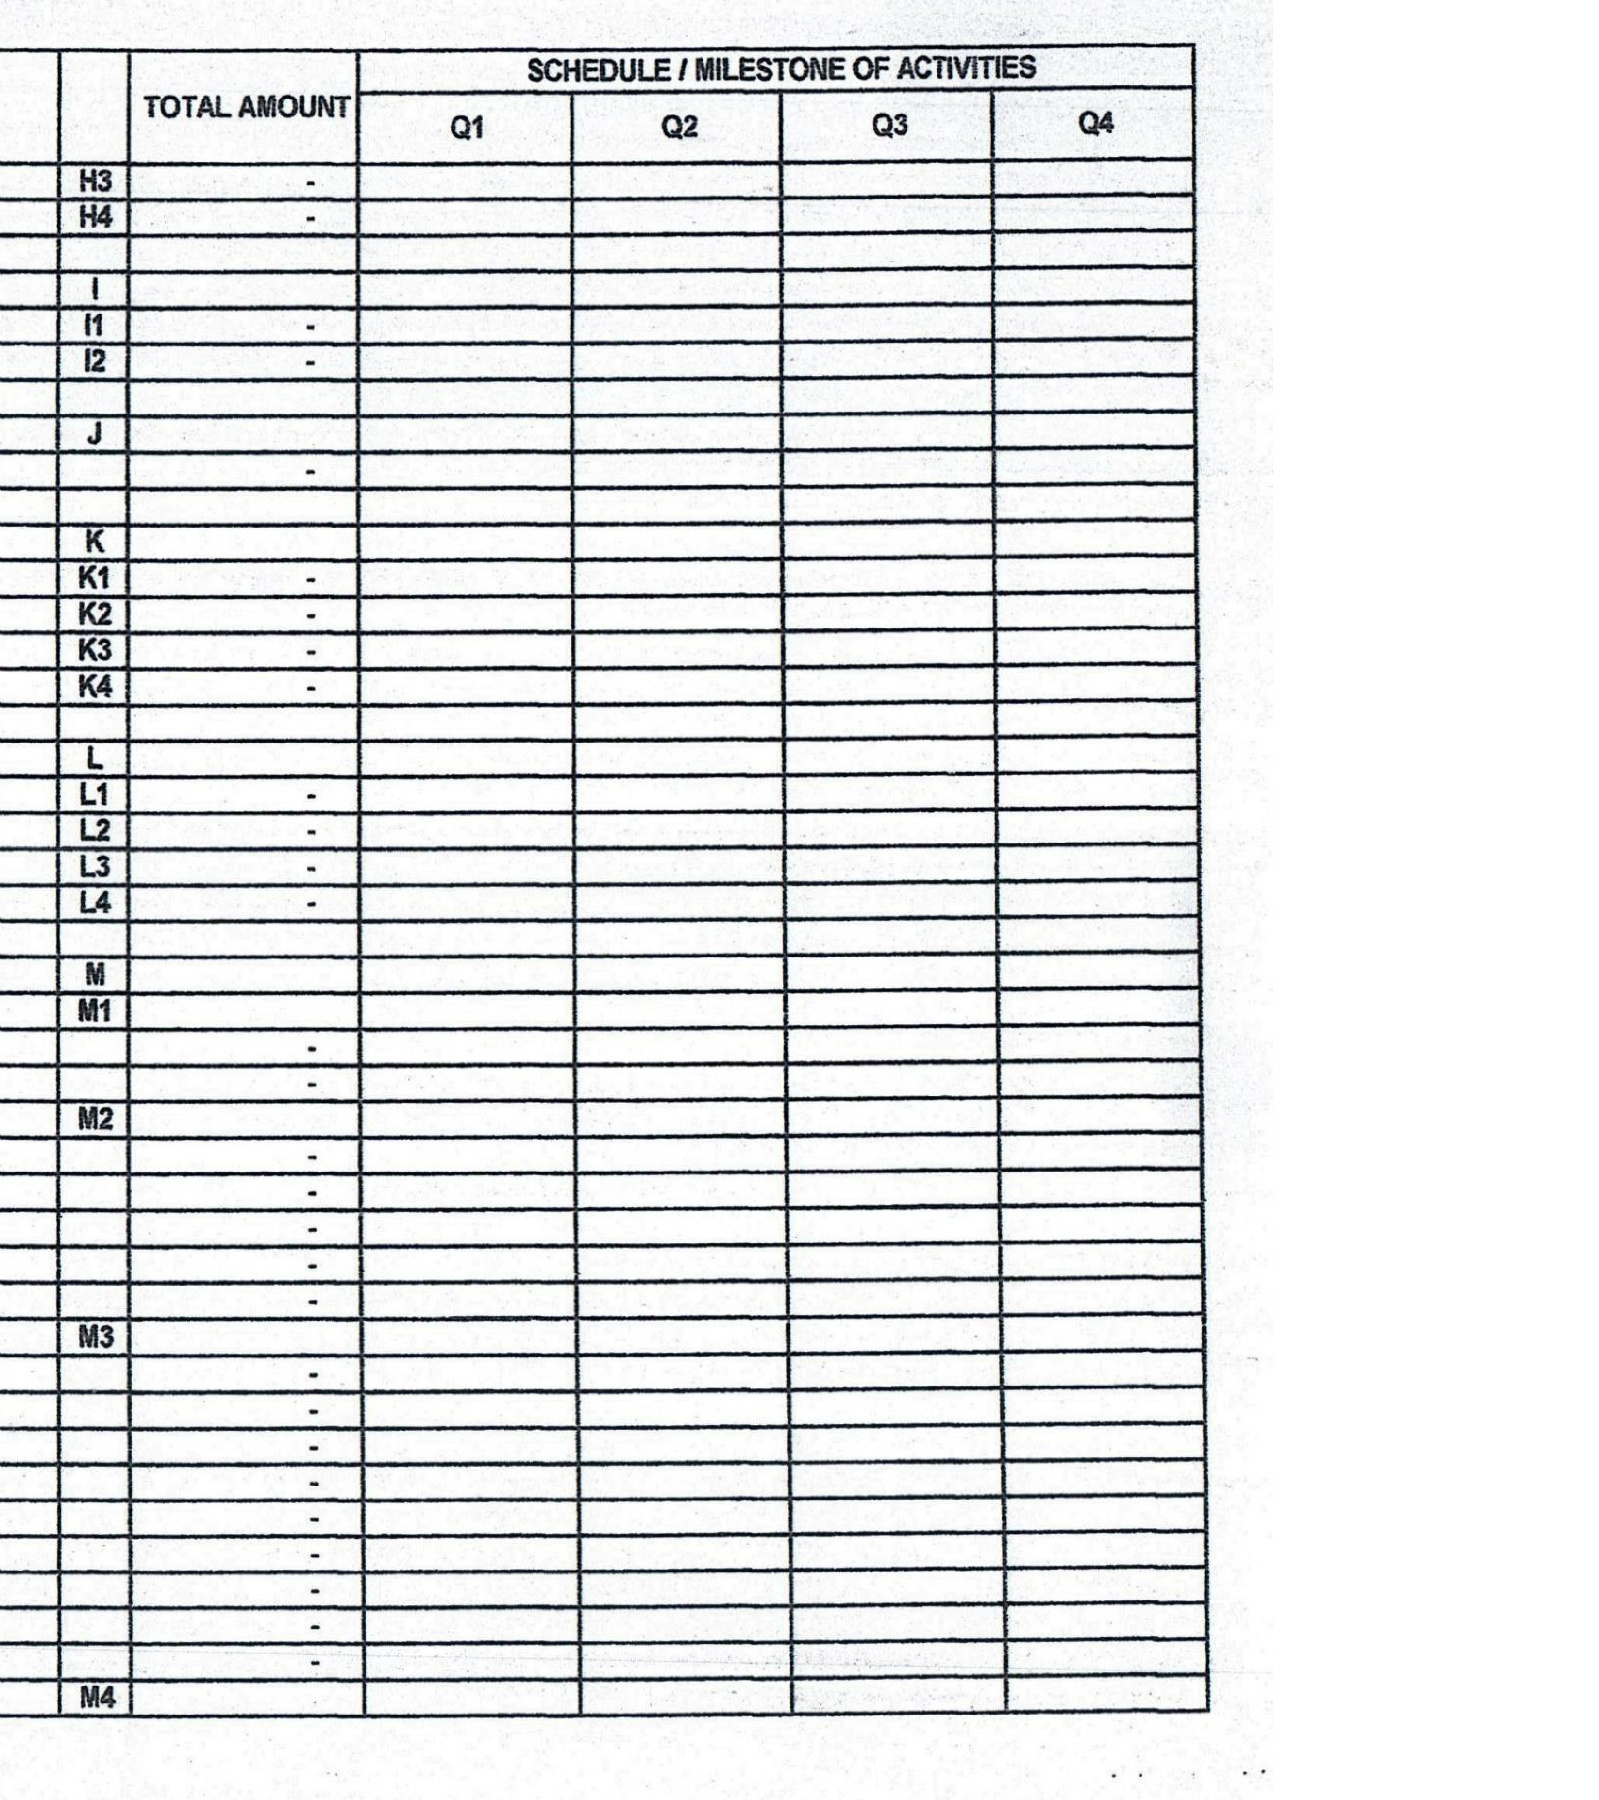 SCHEDULE / MILESTONE OF ACTIVITIES
TOTAL AMOUNT
Q1 Q2 Q3 Q4
H3 -
H4 -
I
I1 -
I2 -
J
-
K
K1 -
K2 -
K3 -
K4 -
L
L1 -
L2 -
L3 -
L4 -
M
M1
-
-
M2
-
-
-
-
-
M3
-
-
-
-
-
-
-
-
-
M4